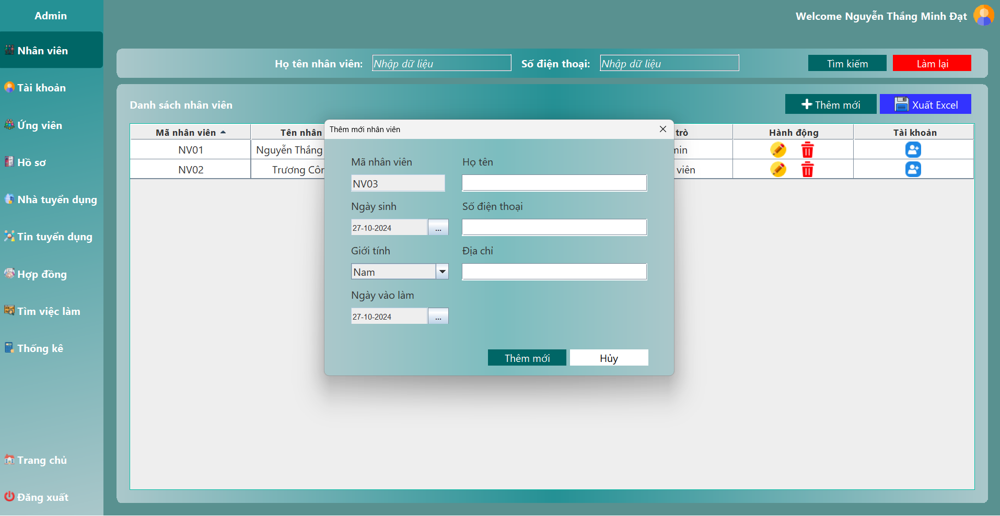 Admin
Welcome Nguyễn Thắng Minh Đạt
Nhân viên
Tài khoản
Ứng viên
Hồ sơ
Nhà tuyển dụng
Tin tuyển dụng
Hợp đồng
Tìm việc làm
Thống kê
Trang chủ
Đăng xuất
Họ tên nhân viên: Nhập dữ liệu Số điện thoại: Nhập dữ liệu Tìm kiếm Làm lại
Danh sách nhân viên Thêm mới Xuất Excel
Mã nhân viên Tên nhân trò Hành động Tài khoản
NV01 Nguyễn Thắng
NV02 Trương viên
Thêm mới nhân viên
Mã nhân viên Họ tên
NV03
Ngày sinh Số điện thoại
27-10-2024 ...
Giới tính Địa chỉ
Nam
Ngày vào làm
27-10-2024 ...
Thêm mới Hủy